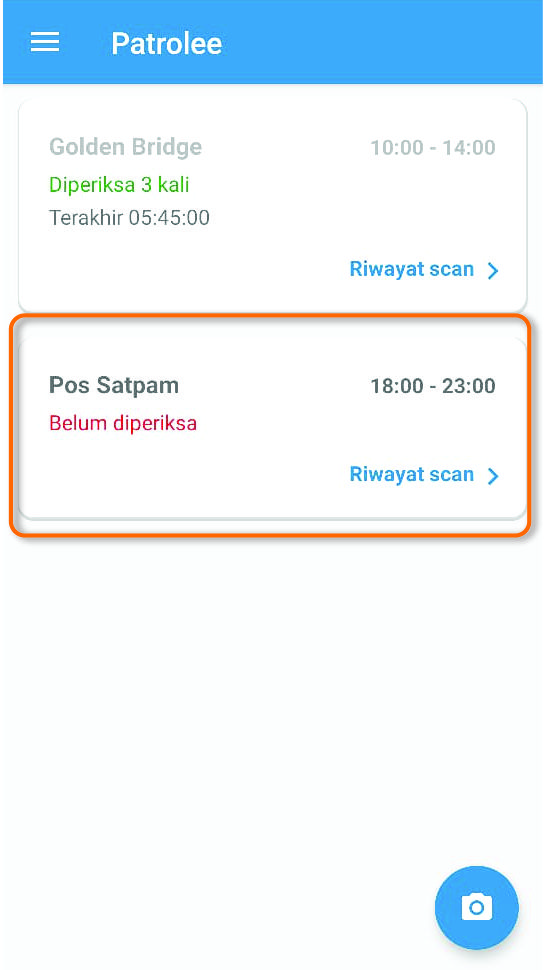 Patrolee
Golden Bridge 10:00 - 14:00
Diperiksa 3 kali
Terakhir 05:45:00
Riwayat scan
Pos Satpam 18:00 - 23:00
Belum diperiksa
Riwayat scan